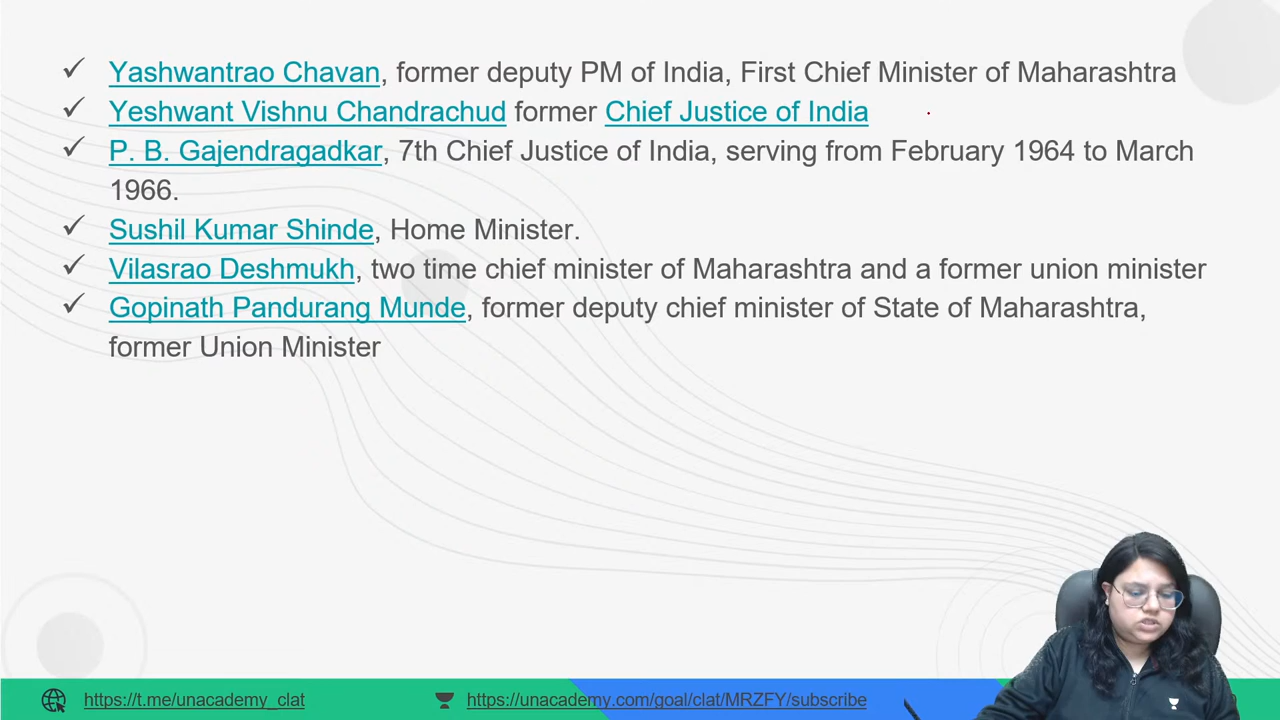 Yashwantrao Chavan, former deputy PM of India, First Chief Minister of Maharashtra
Yeshwant Vishnu Chandrachud former Chief Justice of India
P. B. Gajendragadkar, 7th Chief Justice of India, serving from February 1964 to March
1966.
Sushil Kumar Shinde, Home Minister.
Vilasrao Deshmukh, two time chief minister of Maharashtra and a former union minister
Gopinath Pandurang Munde, former deputy chief minister of State of Maharashtra,
former Union Minister
https://t.me/unacademy_clat
https://unacademy.com/goal/clat/MRZFY/subscribe